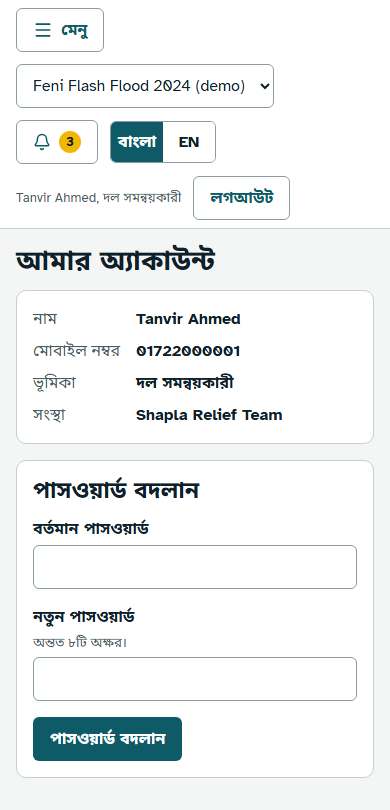 মেনু
Feni Flash Flood 2024 (demo)
3
বাংলা EN
Tanvir Ahmed, দল সমন্বয়কারী লগআউট
আমার অ্যাকাউন্ট
নাম Tanvir Ahmed
মোবাইল নম্বর 01722000001
ভূমিকা দল সমন্বয়কারী
সংস্থা Shapla Relief Team
পাসওয়ার্ড বদলান
বর্তমান পাসওয়ার্ড
নতুন পাসওয়ার্ড
অন্তত ৮টি অক্ষর।
পাসওয়ার্ড বদলান